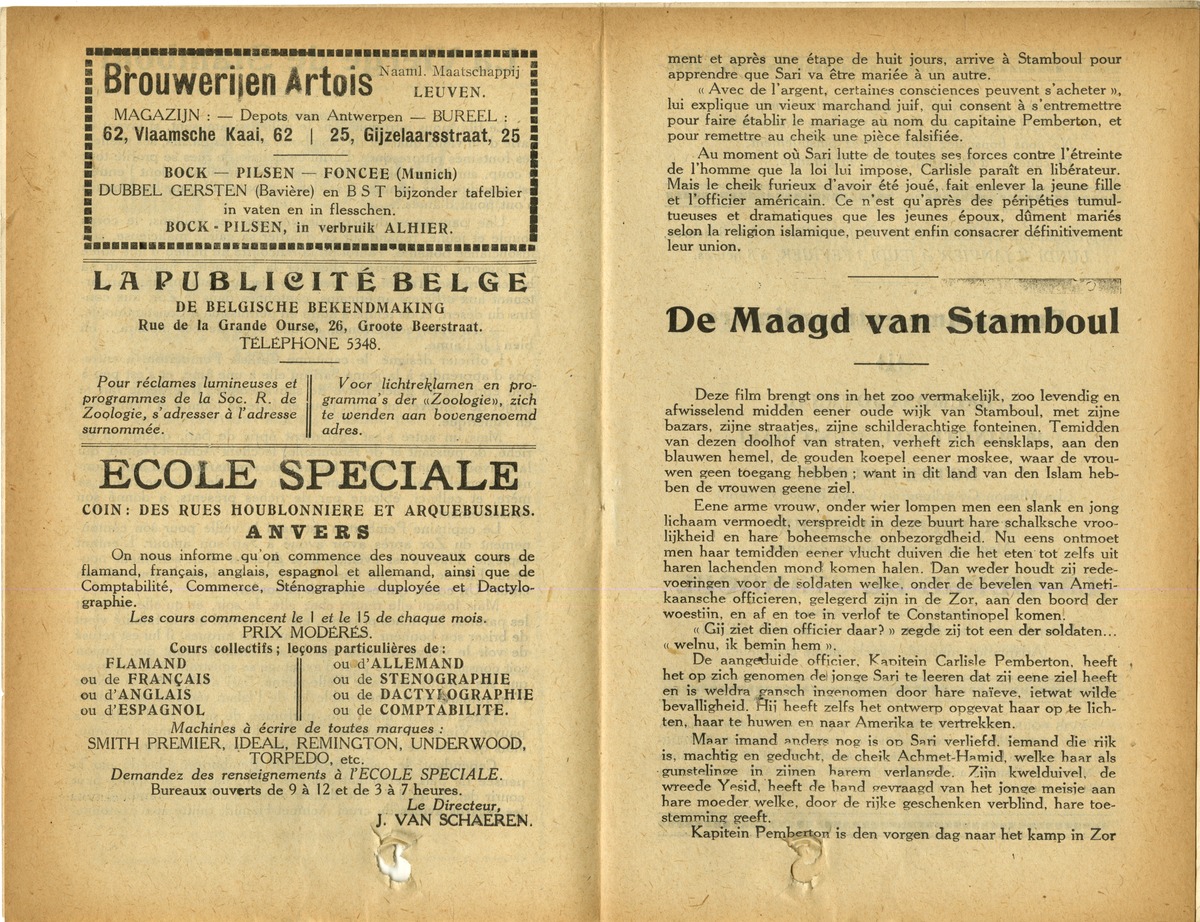 Brouwerijen Artois Naaml. Maatschappij
LEUVEN.
MAGAZIJN : — Depots van Antwerpen — BUREEL :
62, Vlaamsche Kaai, 62 | 25, Gijzelaarsstraat, 25
BOCK — PILSEN — FONCEE (Munich)
DUBBEL GERSTEN (Bavière) en B S T bijzonder tafelbier
in vaten en in flesschen.
BOCK - PILSEN, in verbruik ALHIER.
LA PUBLICITÉ BELGE
DE BELGISCHE BEKENDMAKING
Rue de la Grande Ourse, 26, Groote Beerstraat.
TÉLÉPHONE 5348.
Pour réclames lumineuses et
programmes de la Soc. R. de
Zoologie, s'adresser à l'adresse
surnommée.
Voor lichtreklamen en pro-
gramma's der «Zoologie», zich
te wenden aan bovengenoemd
adres.
ECOLE SPECIALE
COIN: DES RUES HOUBLONNIERE ET ARQUEBUSIERS.
ANVERS
On nous informe qu'on commence des nouveaux cours de
flamand, français, anglais, espagnol et allemand, ainsi que de
Comptabilité, Commerce, Sténographie duployée et Dactylo-
graphie.
Les cours commencent le 1 et le 15 de chaque mois.
PRIX MODÉRÉS.
Cours collectifs ; leçons particulières de :
FLAMAND
ou de FRANÇAIS
ou d'ANGLAIS
ou d'ESPAGNOL
ou d'ALLEMAND
ou de STENOGRAPHIE
ou de DACTYLOGRAPHIE
ou de COMPTABILITE.
Machines à écrire de toutes marques :
SMITH PREMIER, IDEAL, REMINGTON, UNDERWOOD,
TORPEDO, etc.
Demandez des renseignements à l'ECOLE SPECIALE.
Bureaux ouverts de 9 à 12 et de 3 à 7 heures.
Le Directeur,
J. VAN SCHAEREN.
ment et après une étape de huit jours, arrive à Stamboul pour
apprendre que Sari va être mariée à un autre.
« Avec de l'argent, certaines consciences peuvent s'acheter »,
lui explique un vieux marchand juif, qui consent à s'entremettre
pour faire établir le mariage au nom du capitaine Pemberton, et
pour remettre au cheik une pièce falsifiée.
Au moment où Sari lutte de toutes ses forces contre l'étreinte
de l'homme que la loi lui impose, Carlisle paraît en libérateur.
Mais le cheik furieux d'avoir été joué, fait enlever la jeune fille
et l'officier américain. Ce n'est qu'après des péripéties tumul-
tueuses et dramatiques que les jeunes époux, dûment mariés
selon la religion islamique, peuvent enfin consacrer définitivement
leur union.
De Maagd van Stamboul
Deze film brengt ons in het zoo vermakelijk, zoo levendig en
afwisselend midden eener oude wijk van Stamboul, met zijne
bazars, zijne straatjes, zijne schilderachtige fonteinen. Temidden
van dezen doolhof van straten, verheft zich eensklaps, aan den
blauwen hemel, de gouden koepel eener moskee, waar de vrou-
wen geen toegang hebben ; want in dit land van den Islam heb-
ben de vrouwen geene ziel.
Eene arme vrouw, onder wier lompen men een slank en jong
lichaam vermoedt, verspreidt in deze buurt hare schalksche vroo-
lijkheid en hare boheemsche onbezorgdheid. Nu eens ontmoet
men haar temidden eener vlucht duiven die het eten tot zelfs uit
haren lachenden mond komen halen. Dan weder houdt zij rede-
voeringen voor de soldaten welke, onder de bevelen van Ameti-
kaansche officieren, gelegerd zijn in de Zor, aan den boord der
woestijn, en af en toe in verlof te Constantinopel komen.
« Gij ziet dien officier daar? » zegde zij tot een der soldaten...
« welnu, ik bemin hem ».
De aangeduide officier, Kapitein Carlisle Pemberton, heeft
het op zich genomen de jonge Sari te leeren dat zij eene ziel heeft
en is weldra gansch ingenomen door hare naïeve, ietwat wilde
bevalligheid. Hij heeft zelfs het ontwerp opgevat haar op te lich-
ten, haar te huwen en naar Amerika te vertrekken.
Maar imand anders nog is op Sari verliefd, iemand die rijk
is, machtig en geducht, de cheik Achmet-Hamid, welke haar als
gunstelinge in zijnen harem verlangde. Zijn kwelduivel, de
wreede Yesid, heeft de hand gevraagd van het jonge meisje aan
hare moeder welke, door de rijke geschenken verblind, hare toe-
stemming geeft.
Kapitein Pemberton is den vorgen dag naar het kamp in Zor